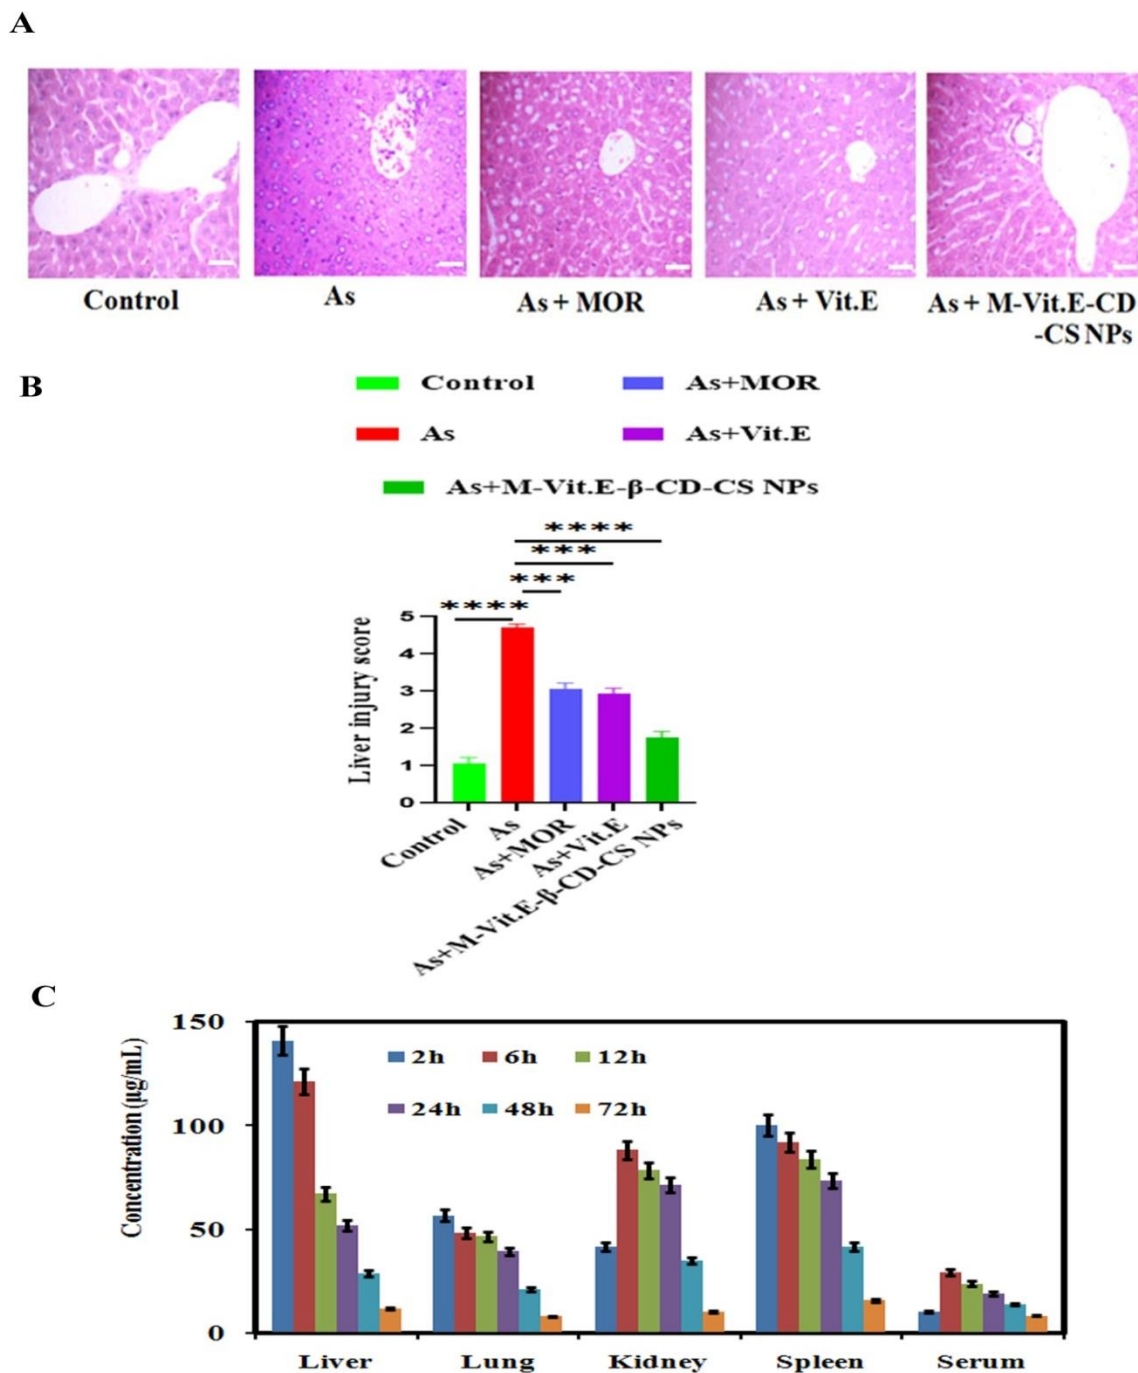 A
Control
As
As + MOR
As + Vit.E
As + M-Vit.E-CD
-CS NPs
B
Control
As+MOR
As
As+Vit.E
As+M-Vit.E-β-CD-CS NPs
****
***
***
****
Liver injury score
5
4
3
2
1
0
Control
As
As+MOR
As+Vit.E
As+M-Vit.E-β-CD-CS NPs
C
Concentration (µg/mL)
150
100
50
0
2h
6h
12h
24h
48h
72h
Liver
Lung
Kidney
Spleen
Serum